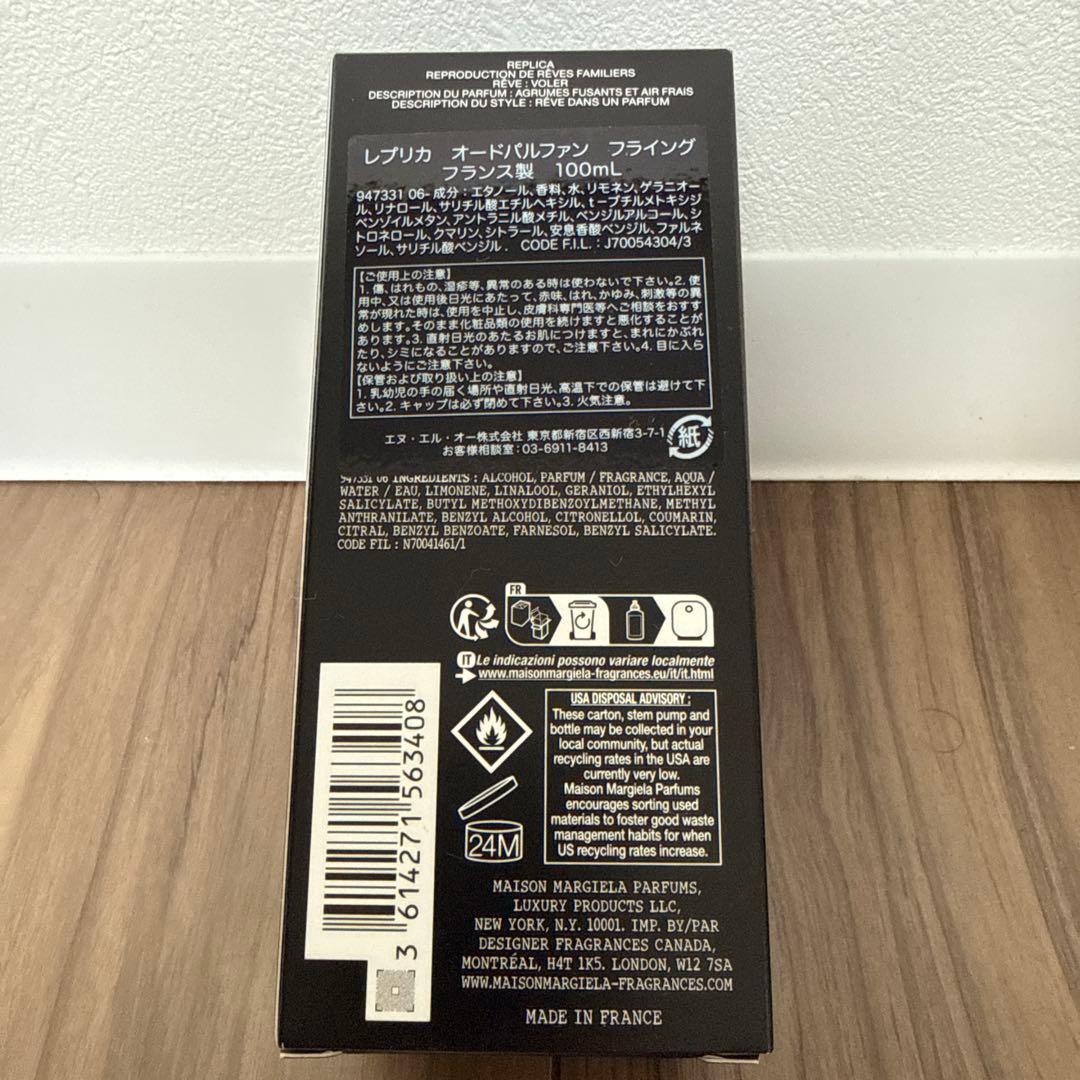 REPLICA
REPRODUCTION DE RÊVES FAMILIERS
RÊVE : VOLER
DESCRIPTION DU PARFUM : AGRUMES FUSANTS ET AIR FRAIS
DESCRIPTION DU STYLE : RÊVE DANS UN PARFUM
レプリカ　オードパルファン　フライング
フランス製　100mL
947331 06- 成分：エタノール、香料、水、リモネン、ゲラニオー
ル、リナロール、サリチル酸エチルヘキシル、t－ブチルメトキシジ
ベンゾイルメタン、アントラニル酸メチル、ベンジルアルコール、シ
トロネロール、クマリン、シトラール、安息香酸ベンジル、ファルネ
ソール、サリチル酸ベンジル． CODE F.I.L.：J70054304/3
【ご使用上の注意】
1. 傷、はれもの、湿疹等、異常のある時は使わないで下さい。2. 使
用中、又は使用後日光にあたって、赤味、はれ、かゆみ、刺激等の異
常が現れた時は、使用を中止し、皮膚科専門医等へご相談をおすす
めします。そのまま化粧品類の使用を続けますと悪化することが
あります。3. 直射日光のあたるお肌につけますと、まれにかぶれ
たり、シミになることがありますので、ご注意下さい。4. 目に入ら
ないようにご注意下さい。
【保管および取り扱い上の注意】
1. 乳幼児の手の届く場所や直射日光、高温下での保管は避けて下
さい。2. キャップは必ず閉めて下さい。3. 火気注意。
エヌ・エル・オー株式会社 東京都新宿区西新宿3-7-1
お客様相談室：03-6911-8413
紙
947331 06 INGREDIENTS : ALCOHOL, PARFUM / FRAGRANCE, AQUA /
WATER / EAU, LIMONENE, LINALOOL, GERANIOL, ETHYLHEXYL
SALICYLATE, BUTYL METHOXYDIBENZOYLMETHANE, METHYL
ANTHRANILATE, BENZYL ALCOHOL, CITRONELLOL, COUMARIN,
CITRAL, BENZYL BENZOATE, FARNESOL, BENZYL SALICYLATE.
CODE FIL : N70041461/1
FR
IT Le indicazioni possono variare localmente
www.maisonmargiela-fragrances.eu/it/it.html
USA DISPOSAL ADVISORY :
These carton, stem pump and
bottle may be collected in your
local community, but actual
recycling rates in the USA are
currently very low.
Maison Margiela Parfums
encourages sorting used
materials to foster good waste
management habits for when
US recycling rates increase.
24M
3 614271 563408
MAISON MARGIELA PARFUMS,
LUXURY PRODUCTS LLC,
NEW YORK, N.Y. 10001. IMP. BY/PAR
DESIGNER FRAGRANCES CANADA,
MONTRÉAL, H4T 1K5. LONDON, W12 7SA
WWW.MAISONMARGIELA-FRAGRANCES.COM
MADE IN FRANCE